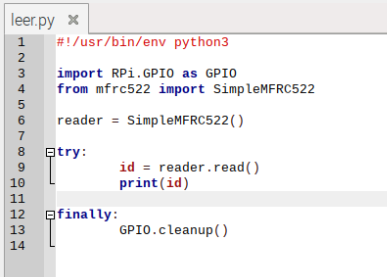 leer.py ✖
1 #!/usr/bin/env python3
2
3 import RPi.GPIO as GPIO
4 from mfrc522 import SimpleMFRC522
5
6 reader = SimpleMFRC522()
7
8 try:
9         id = reader.read()
10         print(id)
11
12 finally:
13         GPIO.cleanup()
14